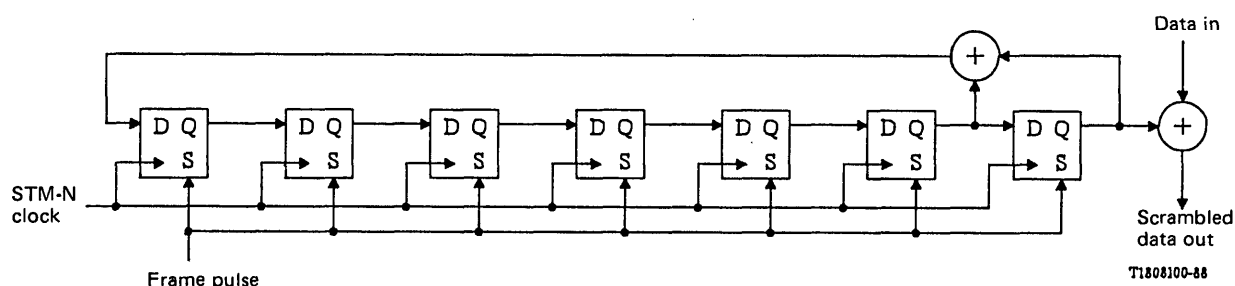 Data in
+
D Q D Q D Q D Q D Q D Q D Q +
S S S S S S S
STM-N
clock
Scrambled
data out
Frame pulse
T1808100-88